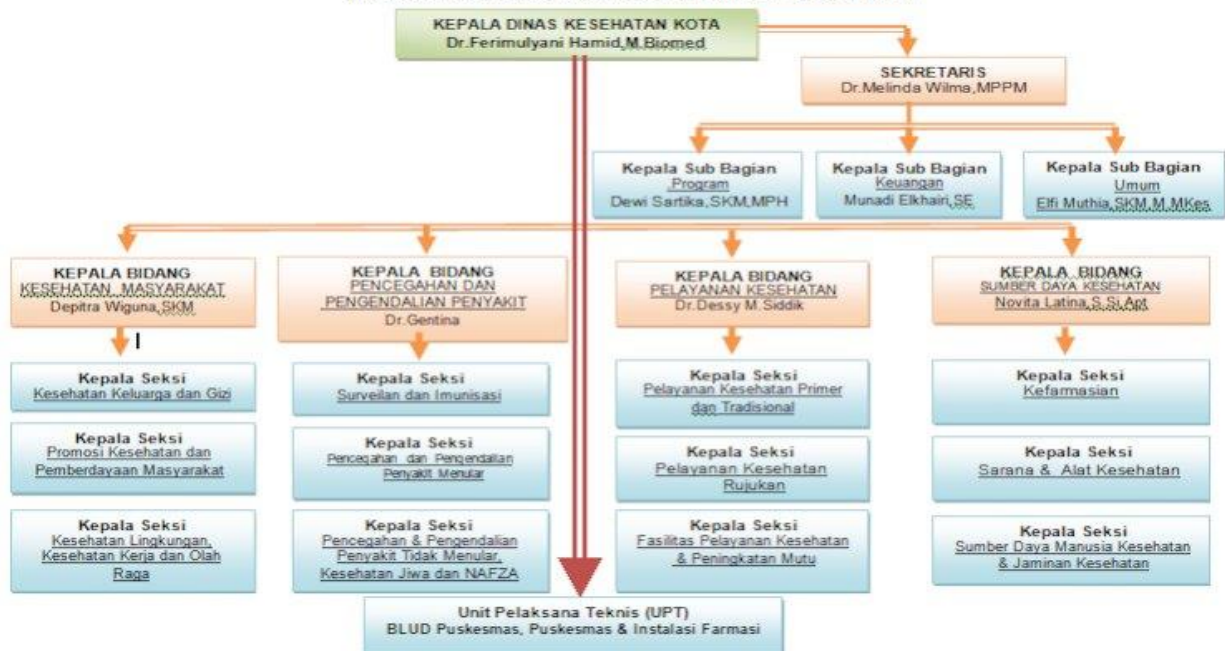 KEPALA DINAS KESEHATAN KOTA
Dr.Ferimulyani Hamid,M.Biomed
SEKRETARIS
Dr.Melinda Wilma,MPPM
Kepala Sub Bagian
Program
Dewi Sartika,SKM,MPH
Kepala Sub Bagian
Keuangan
Munadi Elkhairi,SE
Kepala Sub Bagian
Umum
Elfi Muthia,SKM,M,MKes
KEPALA BIDANG
KESEHATAN MASYARAKAT
Depitra Wiguna,SKM
KEPALA BIDANG
PENCEGAHAN DAN
PENGENDALIAN PENYAKIT
Dr.Gentina
KEPALA BIDANG
PELAYANAN KESEHATAN
Dr.Dessy M.Siddik
KEPALA BIDANG
SUMBER DAYA KESEHATAN
Novita Latina,S.Si,Apt
I
Kepala Seksi
Kesehatan Keluarga dan Gizi
Kepala Seksi
Surveilan dan Imunisasi
Kepala Seksi
Pelayanan Kesehatan Primer
dan Tradisional
Kepala Seksi
Kefarmasian
Kepala Seksi
Promosi Kesehatan dan
Pemberdayaan Masyarakat
Kepala Seksi
Pencegahan dan Pengendalian
Penyakit Menular
Kepala Seksi
Pelayanan Kesehatan
Rujukan
Kepala Seksi
Sarana & Alat Kesehatan
Kepala Seksi
Kesehatan Lingkungan,
Kesehatan Kerja dan Olah
Raga
Kepala Seksi
Pencegahan & Pengendalian
Penyakit Tidak Menular,
Kesehatan Jiwa dan NAFZA
Kepala Seksi
Fasilitas Pelayanan Kesehatan
& Peningkatan Mutu
Kepala Seksi
Sumber Daya Manusia Kesehatan
& Jaminan Kesehatan
Unit Pelaksana Teknis (UPT)
BLUD Puskesmas, Puskesmas & Instalasi Farmasi